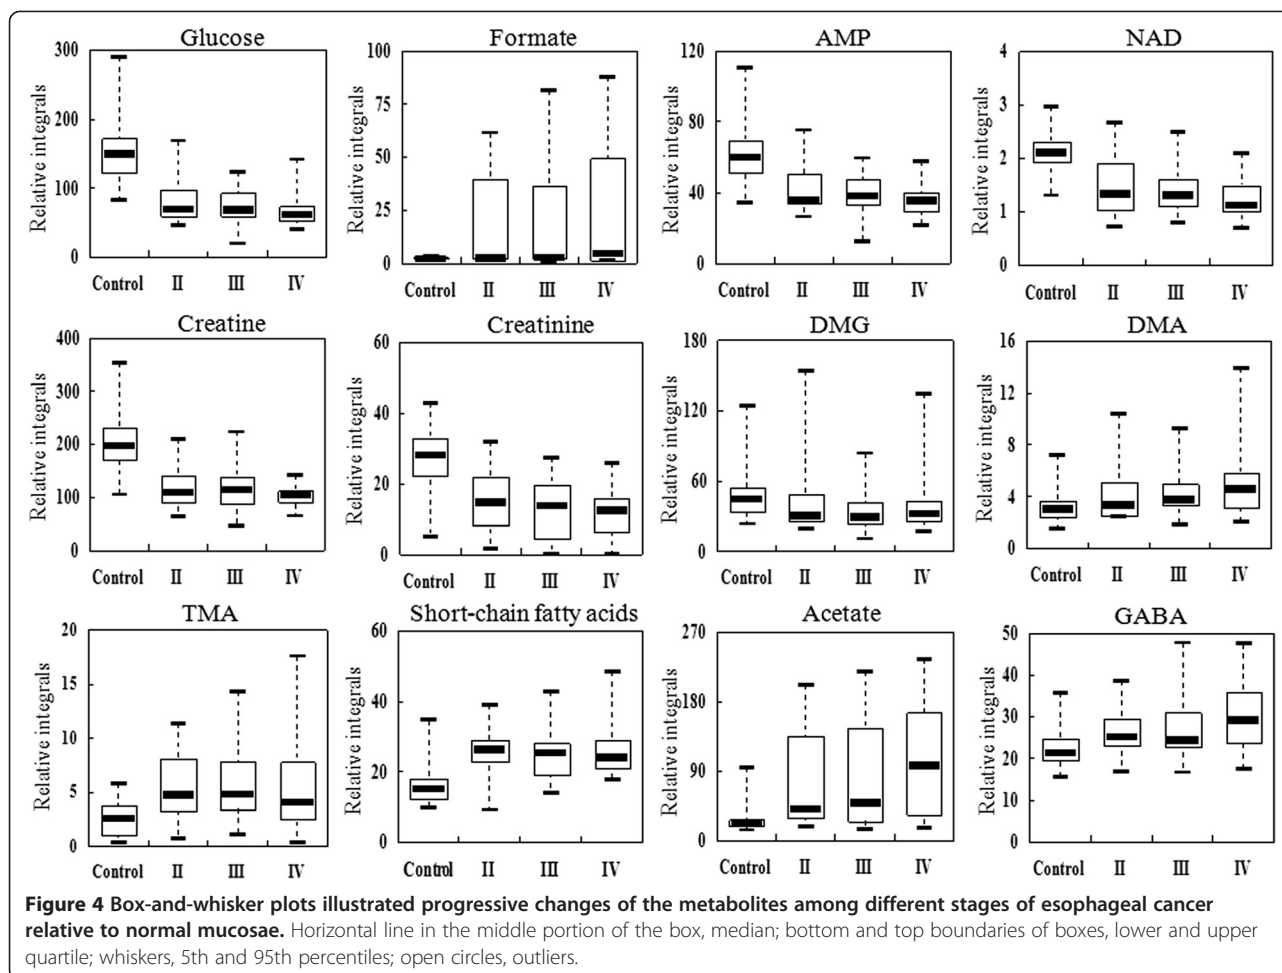 Glucose
Relative integrals
300
200
100
0
Control II III IV
Formate
Relative integrals
100
75
50
25
0
Control II III IV
AMP
Relative integrals
120
80
40
0
Control II III IV
NAD
Relative integrals
4
3
2
1
0
Control II III IV
Creatine
Relative integrals
400
300
200
100
0
Control II III IV
Creatinine
Relative integrals
60
40
20
0
Control II III IV
DMG
Relative integrals
180
120
60
0
Control II III IV
DMA
Relative integrals
16
12
8
4
0
Control II III IV
TMA
Relative integrals
20
15
10
5
0
Control II III IV
Short-chain fatty acids
Relative integrals
60
40
20
0
Control II III IV
Acetate
Relative integrals
270
180
90
0
Control II III IV
GABA
Relative integrals
50
40
30
20
10
0
Control II III IV
Figure 4 Box-and-whisker plots illustrated progressive changes of the metabolites among different stages of esophageal cancer
relative to normal mucosae. Horizontal line in the middle portion of the box, median; bottom and top boundaries of boxes, lower and upper
quartile; whiskers, 5th and 95th percentiles; open circles, outliers.